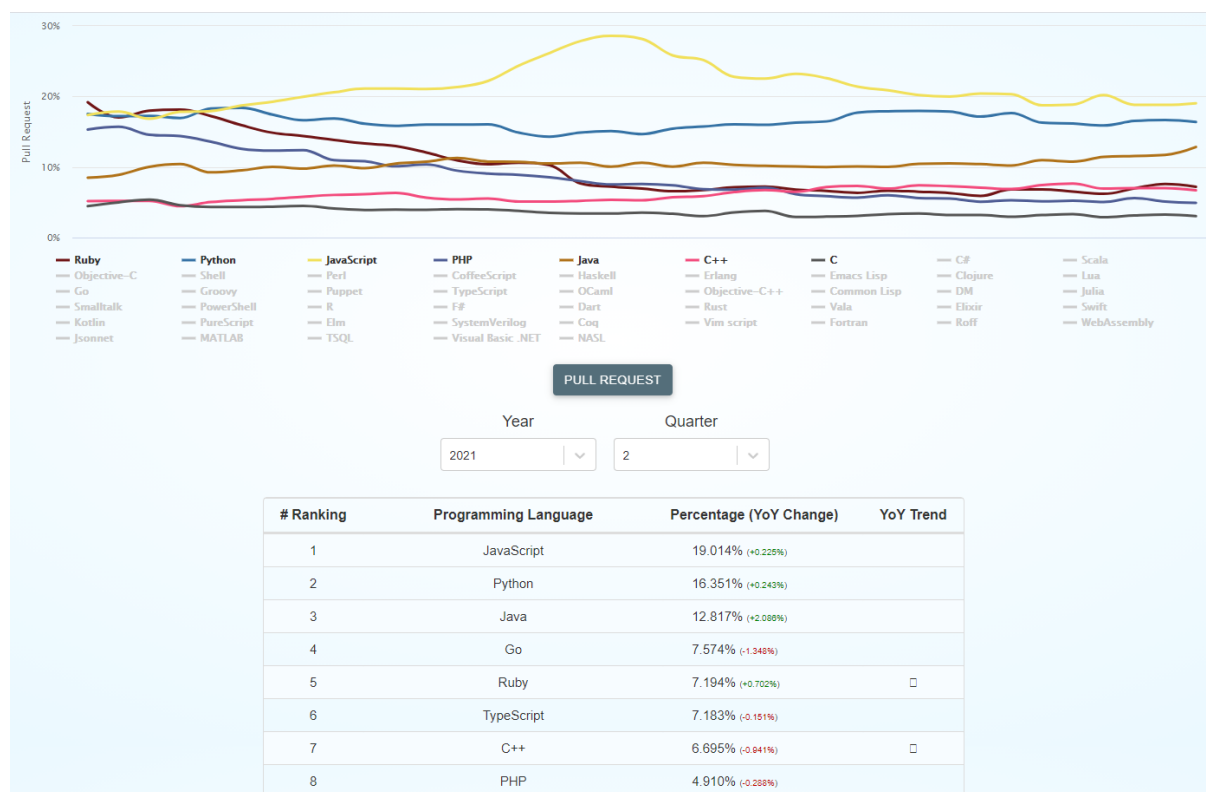 30%
20%
10%
0%
Pull Request
Ruby Python JavaScript PHP Java C++ C C# Scala
Objective-C Shell Perl CoffeeScript Haskell Erlang Emacs Lisp Clojure Lua
Go Groovy Puppet TypeScript OCaml Objective-C++ Common Lisp DM Julia
Smalltalk PowerShell R F# Dart Rust Vala Elixir Swift
Kotlin PureScript Elm SystemVerilog Coq Vim script Fortran Roff WebAssembly
Jsonnet MATLAB TSQL Visual Basic .NET NASL
PULL REQUEST
Year Quarter
2021 2
# Ranking Programming Language Percentage (YoY Change) YoY Trend
1 JavaScript 19.014% (+0.225%)
2 Python 16.351% (+0.243%)
3 Java 12.817% (+2.086%)
4 Go 7.574% (-1.348%)
5 Ruby 7.194% (+0.702%)
6 TypeScript 7.183% (-0.151%)
7 C++ 6.695% (-0.941%)
8 PHP 4.910% (-0.288%)